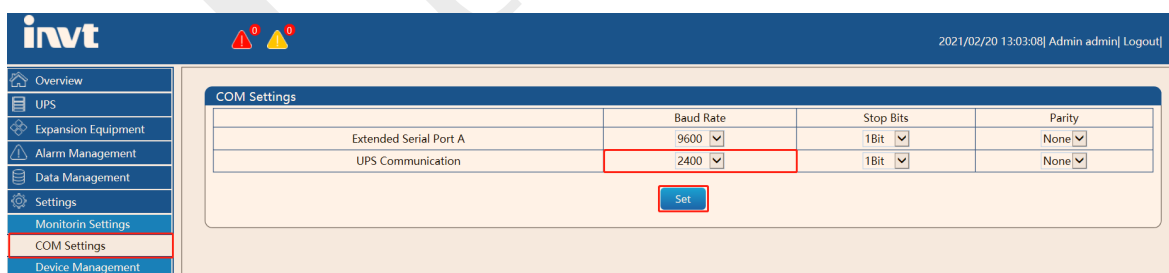 invt
0 0
2021/02/20 13:03:08| Admin admin| Logout|
Overview
UPS
Expansion Equipment
Alarm Management
Data Management
Settings
Monitorin Settings
COM Settings
Device Management
COM Settings
Baud Rate Stop Bits Parity
Extended Serial Port A 9600 1Bit None
UPS Communication 2400 1Bit None
Set